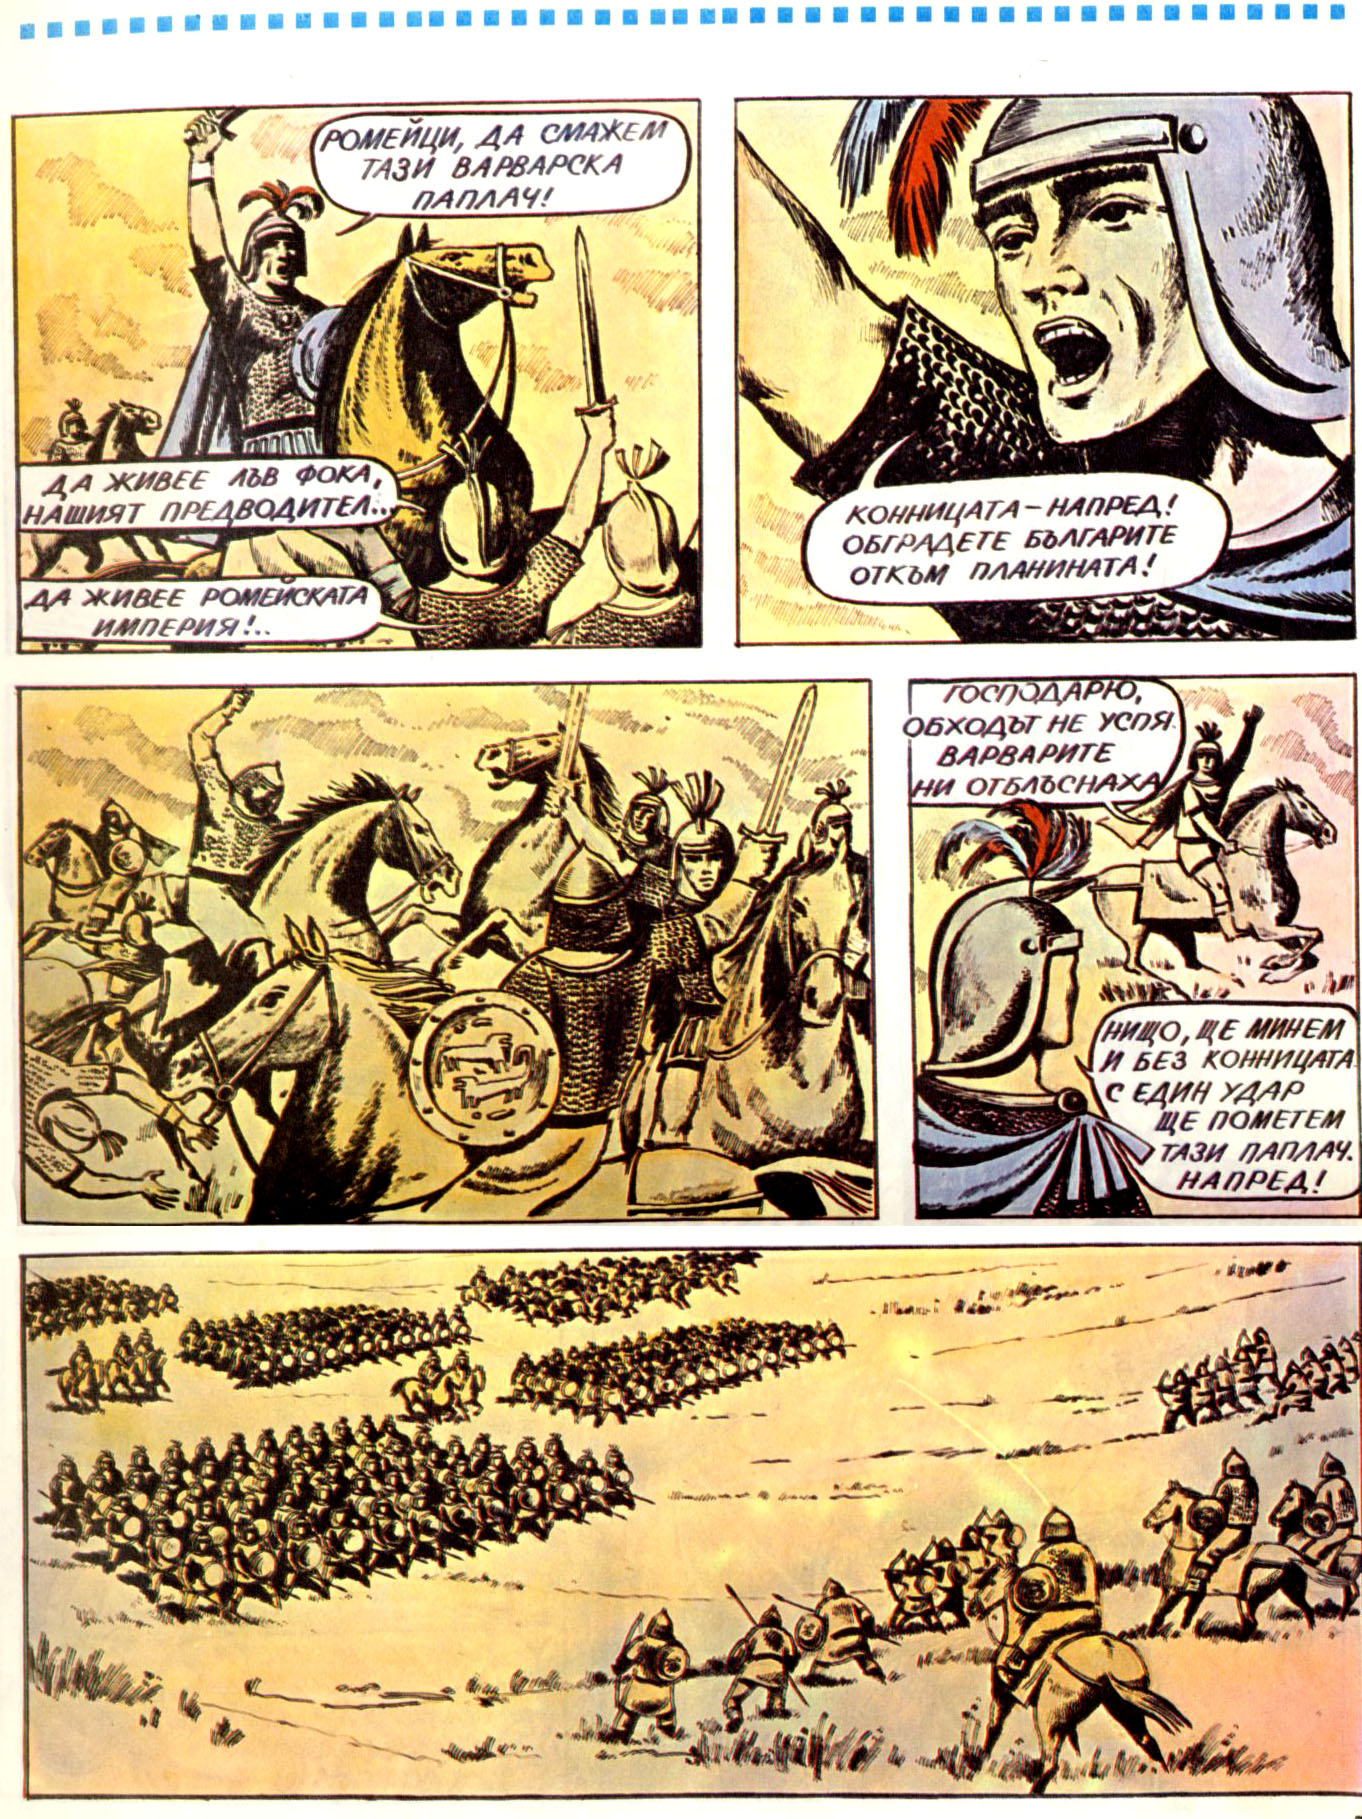 РОМЕЙЦИ, ДА СМАЖЕМ
ТАЗИ ВАРВАРСКА
ПАПЛАЧ!
ДА ЖИВЕЕ ЛЪВ ФОКА,
НАШИЯТ ПРЕДВОДИТЕЛ...
ДА ЖИВЕЕ РОМЕЙСКАТА
ИМПЕРИЯ!..
КОННИЦАТА – НАПРЕД!
ОБГРАДЕТЕ БЪЛГАРИТЕ
ОТКЪМ ПЛАНИНАТА!
ГОСПОДАРЮ,
ОБХОДЪТ НЕ УСПЯ.
ВАРВАРИТЕ
НИ ОТБЛЪСНАХА
НИЩО, ЩЕ МИНЕМ
И БЕЗ КОННИЦАТА.
С ЕДИН УДАР
ЩЕ ПОМЕТЕМ
ТАЗИ ПАПЛАЧ.
НАПРЕД!